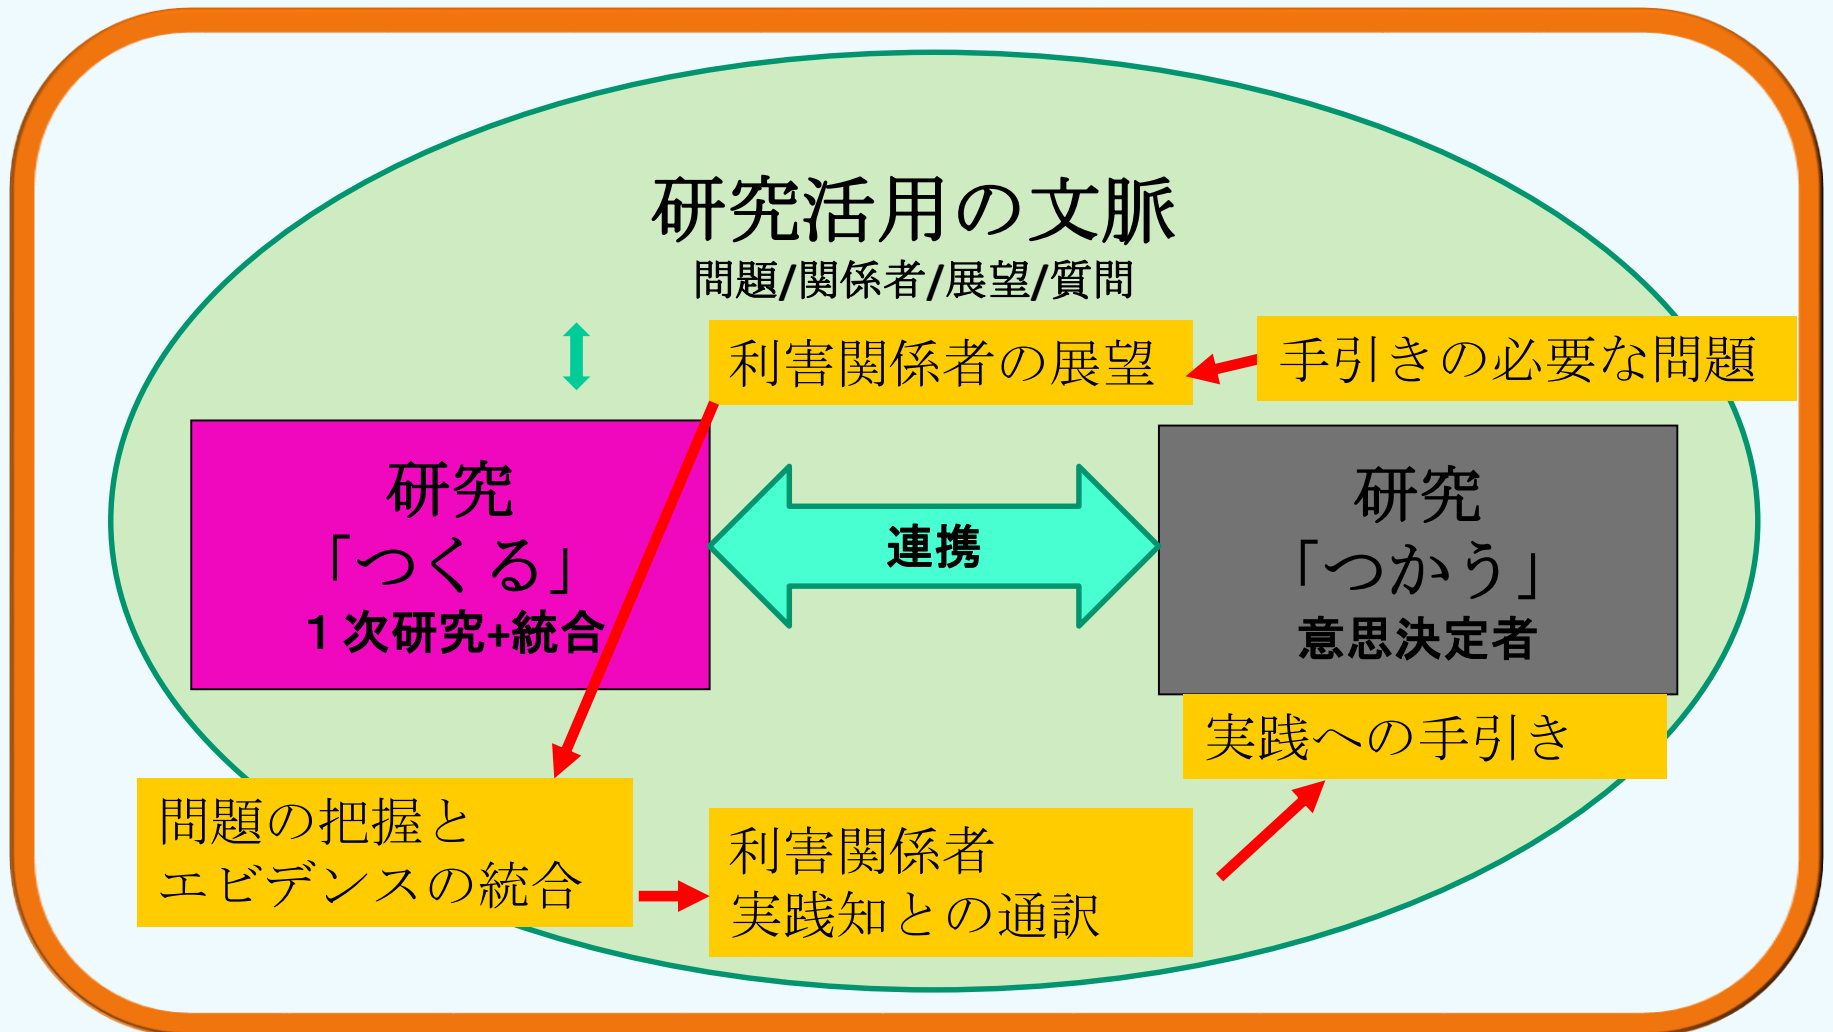 研究活用の文脈
問題/関係者/展望/質問
利害関係者の展望
手引きの必要な問題
研究
「つくる」
１次研究+統合
連携
研究
「つかう」
意思決定者
実践への手引き
問題の把握と
エビデンスの統合
利害関係者
実践知との通訳